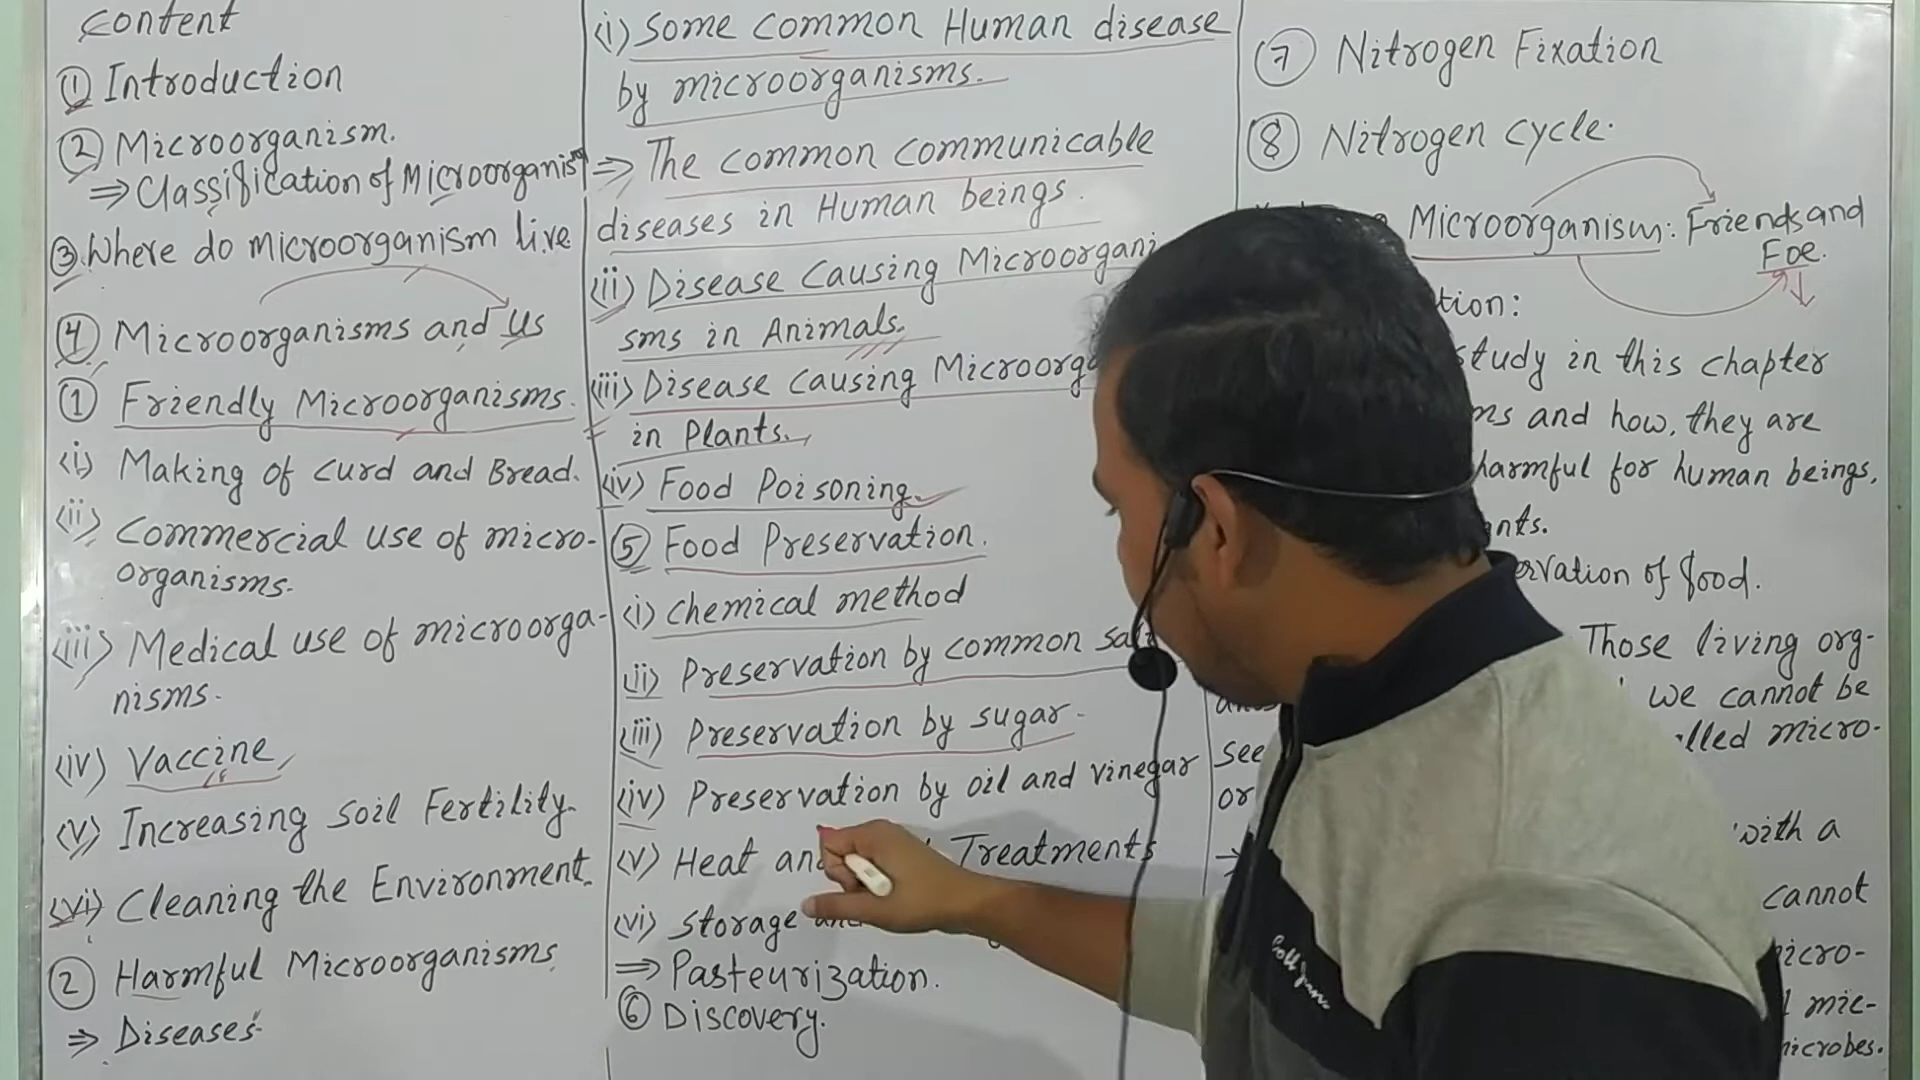 Content
① Introduction
② Microorganism.
⇒ Classification of Microorganism
③ Where do microorganism live
④ Microorganisms and us
① Friendly Microorganisms.
(i) Making of curd and Bread.
(ii) Commercial use of micro-
organisms.
(iii) Medical use of microorga-
nisms.
(iv) Vaccine
(v) Increasing soil Fertility.
(vi) Cleaning the Environment.
② Harmful Microorganisms
⇒ Diseases
(i) Some Common Human disease
by microorganisms.
⇒ The common communicable
diseases in Human beings.
(ii) Disease Causing Microorgani
sms in Animals.
(iii) Disease causing Microorga
in Plants.
(iv) Food Poisoning.
⑤ Food Preservation.
(i) chemical method
(ii) Preservation by common salt
(iii) Preservation by sugar.
(iv) Preservation by oil and vinegar
(v) Heat and Treatments
(vi) Storage
⇒ Pasteurization.
⑥ Discovery.
⑦ Nitrogen Fixation
⑧ Nitrogen cycle.
Microorganism: Friends and
Foe.
tion:
study in this chapter
ms and how, they are
harmful for human beings,
nts.
rvation of food.
Those living org-
we cannot be
see lled micro-
or
with a
cannot
micro-
mic-
microbes.